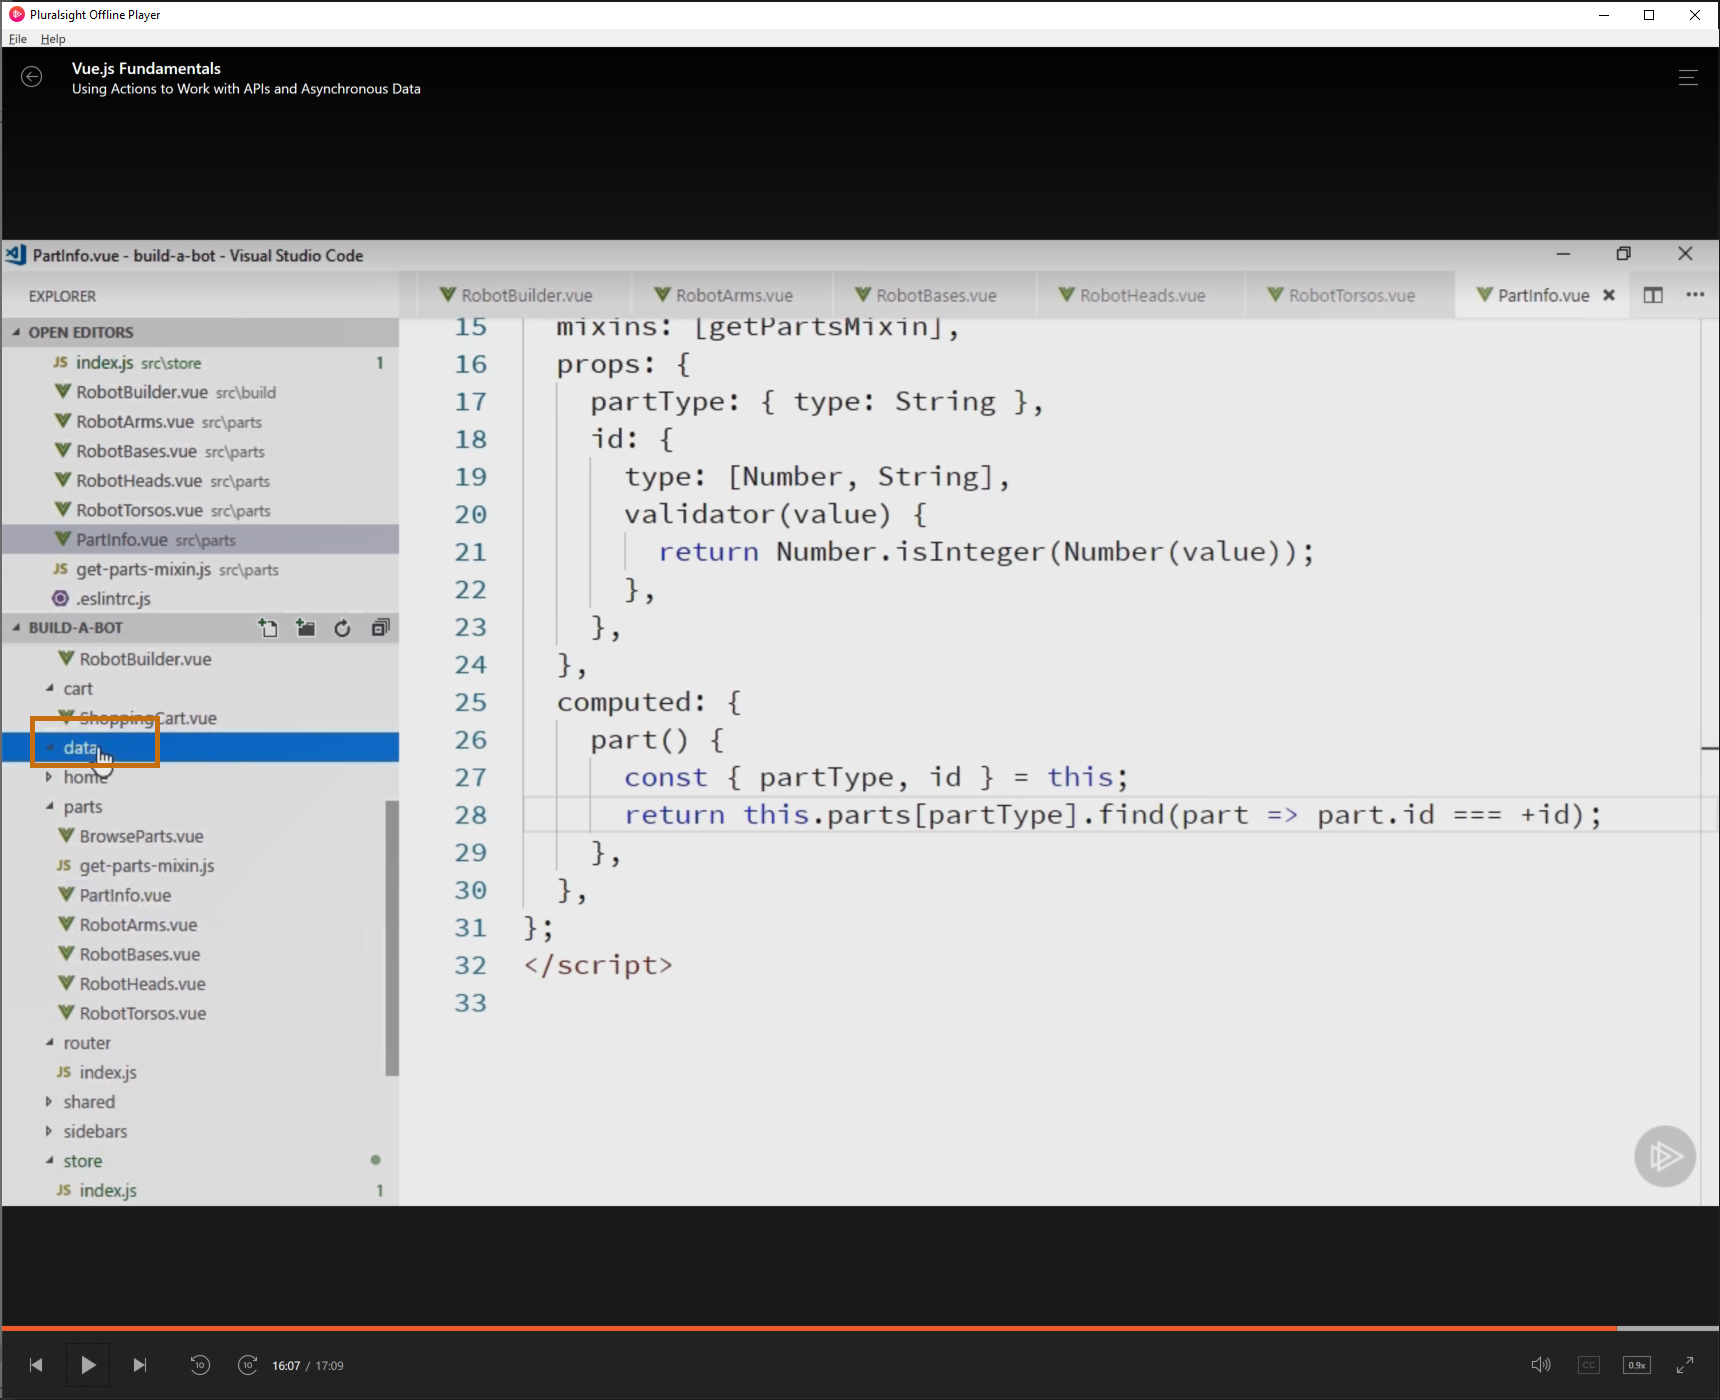 Pluralsight Offline Player
File Help
Vue.js Fundamentals
Using Actions to Work with APIs and Asynchronous Data
PartInfo.vue - build-a-bot - Visual Studio Code
EXPLORER
RobotBuilder.vue RobotArms.vue RobotBases.vue RobotHeads.vue RobotTorsos.vue PartInfo.vue
OPEN EDITORS
JS index.js src\store 1
RobotBuilder.vue src\build
RobotArms.vue src\parts
RobotBases.vue src\parts
RobotHeads.vue src\parts
RobotTorsos.vue src\parts
PartInfo.vue src\parts
JS get-parts-mixin.js src\parts
.eslintrc.js
BUILD-A-BOT
RobotBuilder.vue
cart
ShoppingCart.vue
data
home
parts
BrowseParts.vue
JS get-parts-mixin.js
PartInfo.vue
RobotArms.vue
RobotBases.vue
RobotHeads.vue
RobotTorsos.vue
router
JS index.js
shared
sidebars
store
JS index.js 1
15 mixins: [getPartsMixin],
16 props: {
17 partType: { type: String },
18 id: {
19 type: [Number, String],
20 validator(value) {
21 return Number.isInteger(Number(value));
22 },
23 },
24 },
25 computed: {
26 part() {
27 const { partType, id } = this;
28 return this.parts[partType].find(part => part.id === +id);
29 },
30 },
31 };
32 </script>
33
10 10 16:07 / 17:09 CC 0.9x